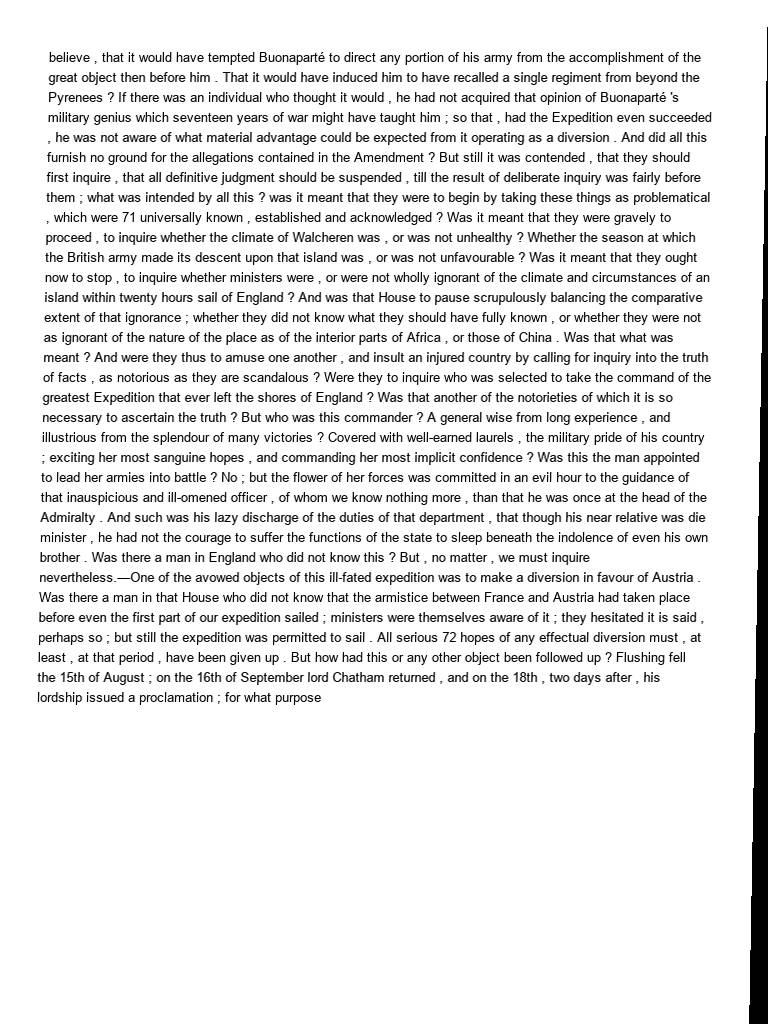 believe , that it would have tempted Buonaparté to direct any portion of his army from the accomplishment of the
great object then before him . That it would have induced him to have recalled a single regiment from beyond the
Pyrenees ? If there was an individual who thought it would , he had not acquired that opinion of Buonaparté 's
military genius which seventeen years of war might have taught him ; so that , had the Expedition even succeeded
, he was not aware of what material advantage could be expected from it operating as a diversion . And did all this
furnish no ground for the allegations contained in the Amendment ? But still it was contended , that they should
first inquire , that all definitive judgment should be suspended , till the result of deliberate inquiry was fairly before
them ; what was intended by all this ? was it meant that they were to begin by taking these things as problematical
, which were 71 universally known , established and acknowledged ? Was it meant that they were gravely to
proceed , to inquire whether the climate of Walcheren was , or was not unhealthy ? Whether the season at which
the British army made its descent upon that island was , or was not unfavourable ? Was it meant that they ought
now to stop , to inquire whether ministers were , or were not wholly ignorant of the climate and circumstances of an
island within twenty hours sail of England ? And was that House to pause scrupulously balancing the comparative
extent of that ignorance ; whether they did not know what they should have fully known , or whether they were not
as ignorant of the nature of the place as of the interior parts of Africa , or those of China . Was that what was
meant ? And were they thus to amuse one another , and insult an injured country by calling for inquiry into the truth
of facts , as notorious as they are scandalous ? Were they to inquire who was selected to take the command of the
greatest Expedition that ever left the shores of England ? Was that another of the notorieties of which it is so
necessary to ascertain the truth ? But who was this commander ? A general wise from long experience , and
illustrious from the splendour of many victories ? Covered with well-earned laurels , the military pride of his country
; exciting her most sanguine hopes , and commanding her most implicit confidence ? Was this the man appointed
to lead her armies into battle ? No ; but the flower of her forces was committed in an evil hour to the guidance of
that inauspicious and ill-omened officer , of whom we know nothing more , than that he was once at the head of the
Admiralty . And such was his lazy discharge of the duties of that department , that though his near relative was die
minister , he had not the courage to suffer the functions of the state to sleep beneath the indolence of even his own
brother . Was there a man in England who did not know this ? But , no matter , we must inquire
nevertheless.—One of the avowed objects of this ill-fated expedition was to make a diversion in favour of Austria .
Was there a man in that House who did not know that the armistice between France and Austria had taken place
before even the first part of our expedition sailed ; ministers were themselves aware of it ; they hesitated it is said ,
perhaps so ; but still the expedition was permitted to sail . All serious 72 hopes of any effectual diversion must , at
least , at that period , have been given up . But how had this or any other object been followed up ? Flushing fell
the 15th of August ; on the 16th of September lord Chatham returned , and on the 18th , two days after , his
lordship issued a proclamation ; for what purpose